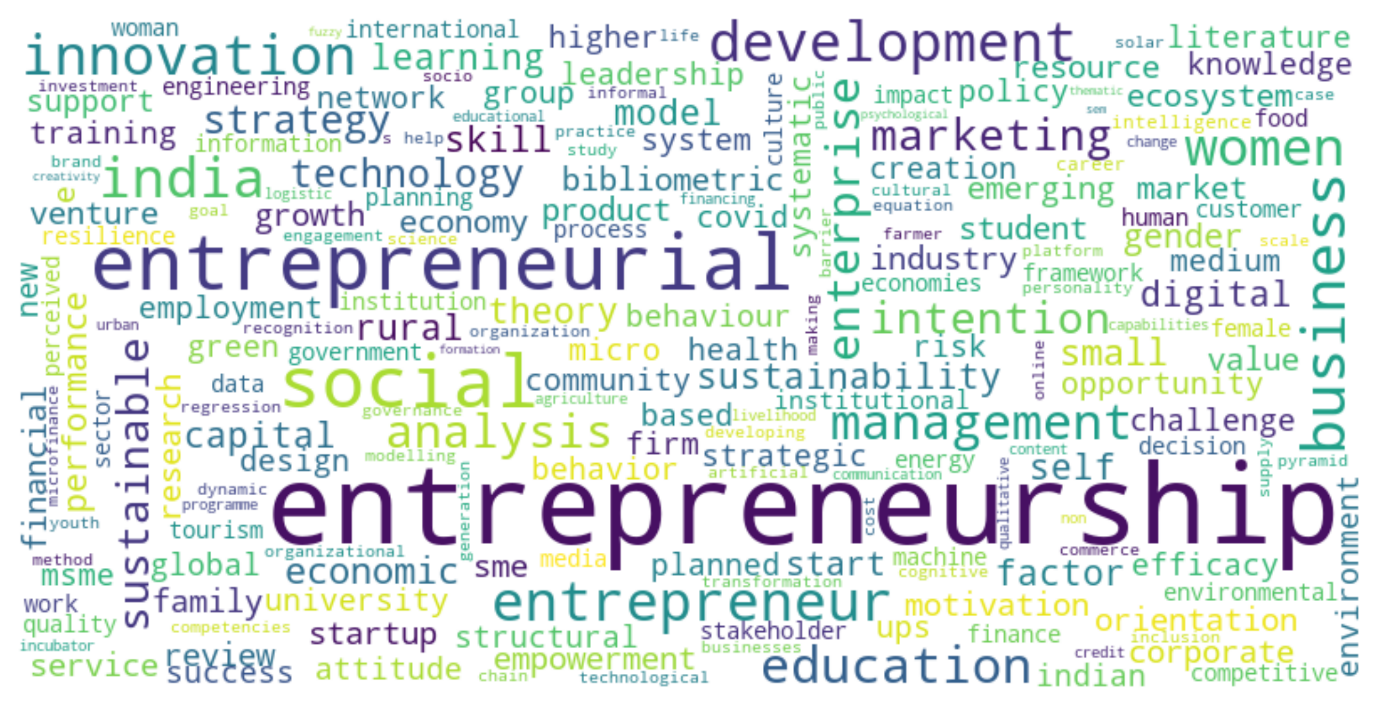 woman
fuzzy
international
higher
life
development
solar
literature
innovation
learning
knowledge
investment
engineering
socio
leadership
resource
support
network
group
informal
culture
public
impact
policy
thematic
ecosystem
case
training
strategy
educational
model
systematic
enterprise
psychological
sem
intelligence
food
information
s
help
skill
practice
study
system
marketing
change
women
brand
creativity
india
technology
bibliometric
creation
career
e
logistic
planning
financing
cultural
emerging
market
business
venture
goal
growth
economy
product
covid
equation
human
customer
resilience
engagement
science
process
barrier
farmer
student
gender
scale
entrepreneurial
industry
platform
medium
new
perceived
economies
framework
personality
digital
employment
institution
theory
behaviour
making
intention
capabilities
female
urban
recognition
rural
organization
performance
sustainable
green
government
formation
micro
health
risk
online
small
value
data
social
community
sustainability
opportunity
financial
microfinance
sector
research
regression
governance
agriculture
based
livelihood
institutional
management
challenge
capital
analysis
developing
firm
decision
design
modelling
behavior
artificial
strategic
energy
communication
content
self
supply
pyramid
dynamic
programme
generation
entrepreneurship
cost
qualitative
non
environment
youth
tourism
method
organizational
media
commerce
msme
global
economic
sme
planned
start
machine
cognitive
factor
efficacy
transformation
environmental
work
family
university
entrepreneur
motivation
orientation
quality
competencies
startup
structural
stakeholder
ups
finance
inclusion
incubator
review
businesses
credit
corporate
service
success
attitude
empowerment
chain
technological
education
indian
competitive